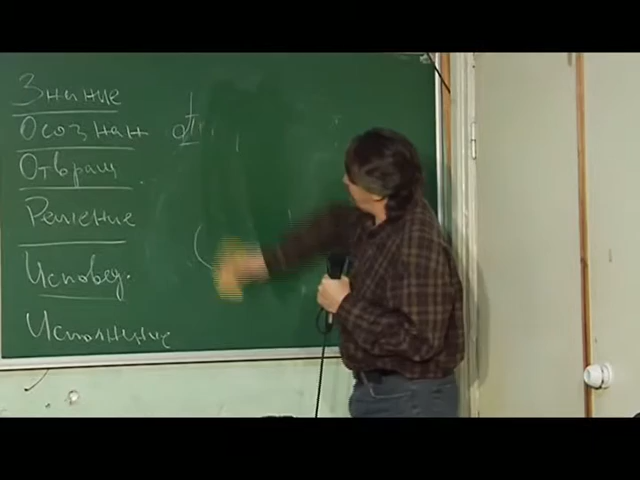 Знание
Осознан
Отвращ
Решение
Исповед.
Исполнение